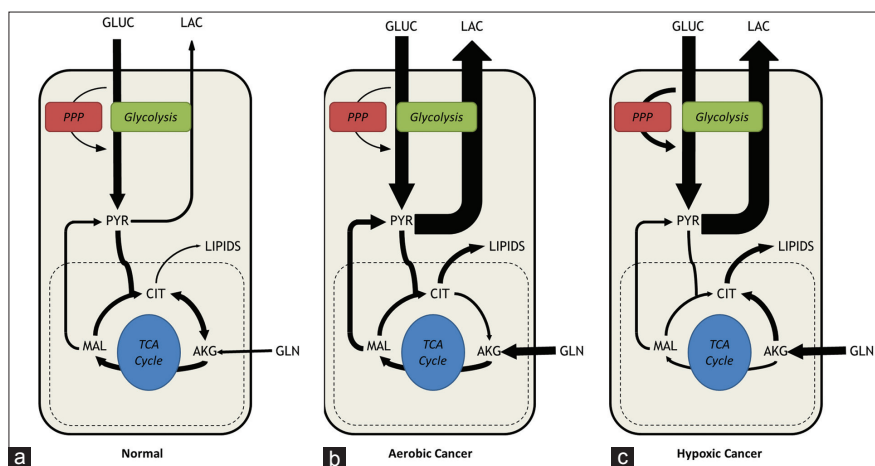 GLUC LAC
PPP Glycolysis
PYR
LIPIDS
CIT
MAL
TCA
Cycle
AKG
GLN
a
Normal
GLUC LAC
PPP Glycolysis
PYR
LIPIDS
CIT
MAL
TCA
Cycle
AKG
GLN
b
Aerobic Cancer
GLUC LAC
PPP Glycolysis
PYR
LIPIDS
CIT
MAL
TCA
Cycle
AKG
GLN
c
Hypoxic Cancer